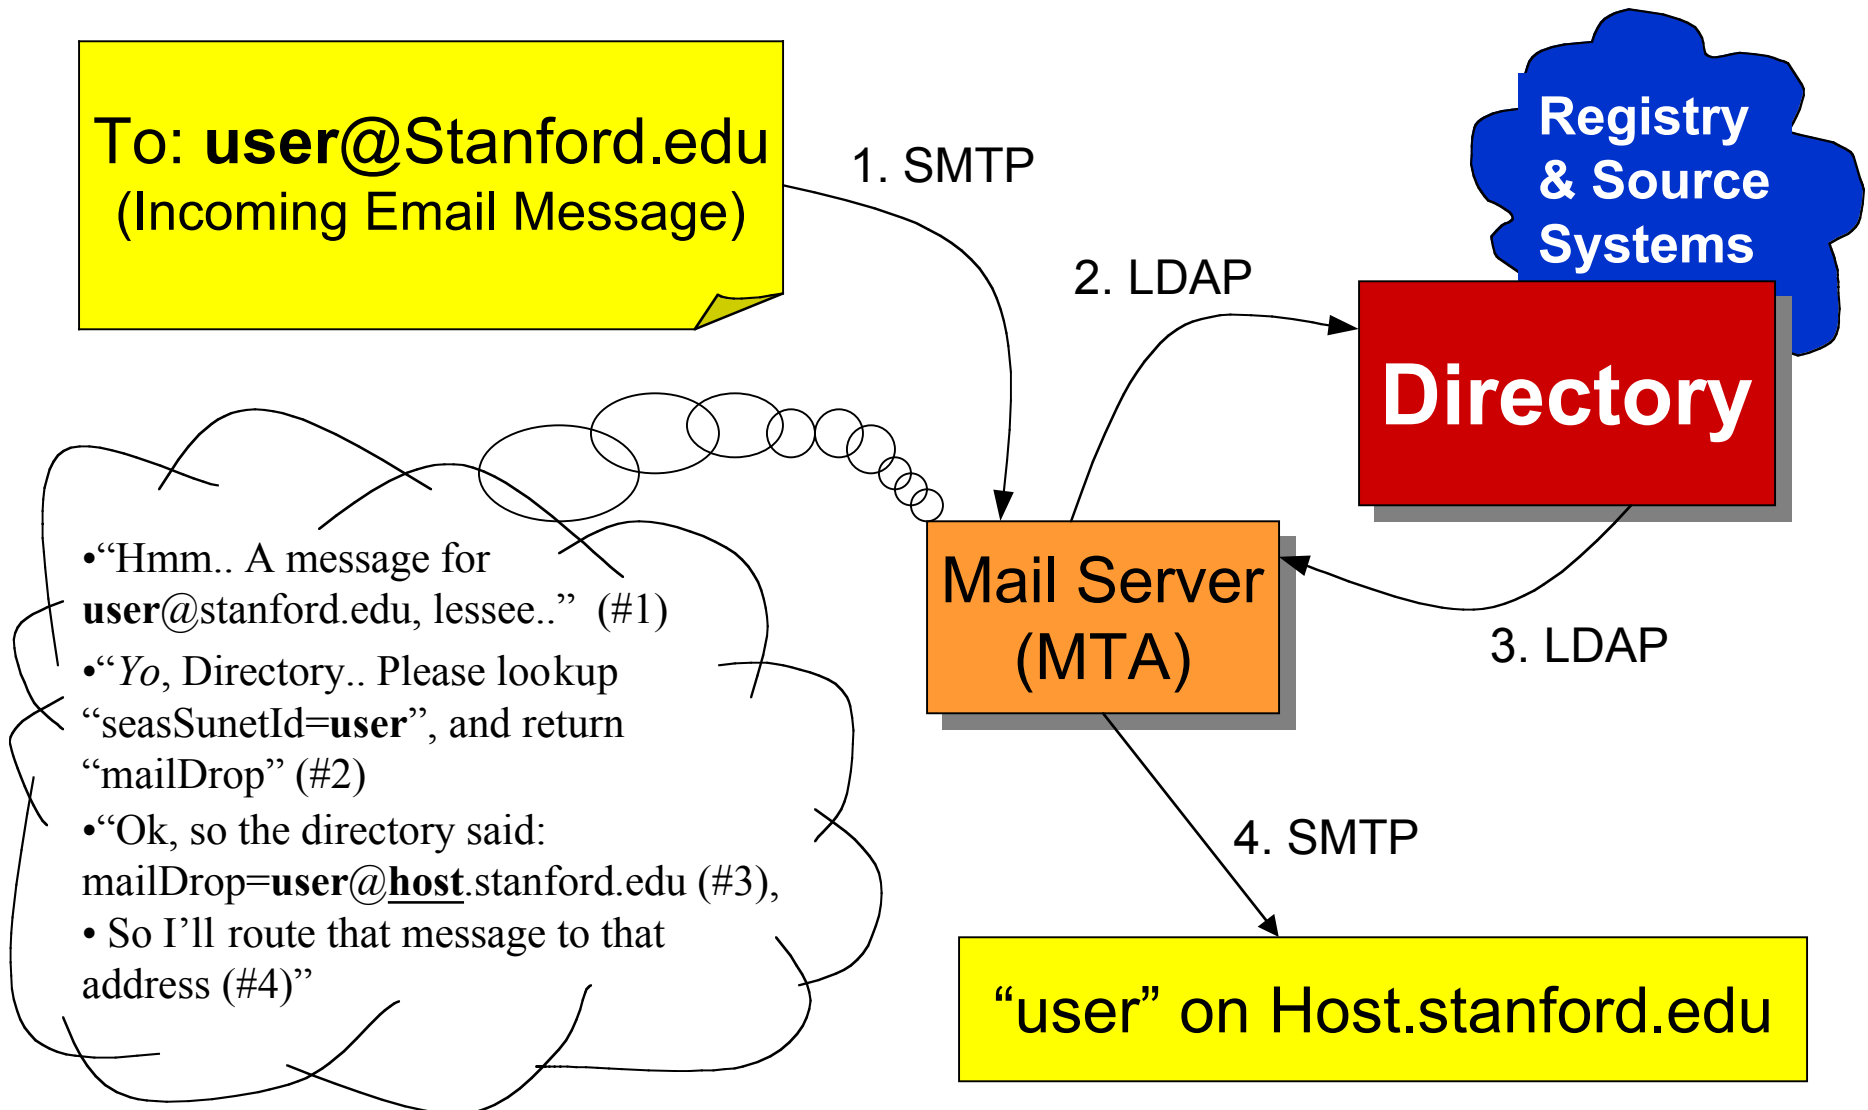 To: user@Stanford.edu
(Incoming Email Message)
1. SMTP
Registry
& Source
Systems
2. LDAP
Directory
Mail Server
(MTA)
3. LDAP
•“Hmm.. A message for
user@stanford.edu, lessee..” (#1)
•“Yo, Directory.. Please lookup
“seasSunetId=user”, and return
“mailDrop” (#2)
•“Ok, so the directory said:
mailDrop=user@host.stanford.edu (#3),
• So I’ll route that message to that
address (#4)”
4. SMTP
“user” on Host.stanford.edu